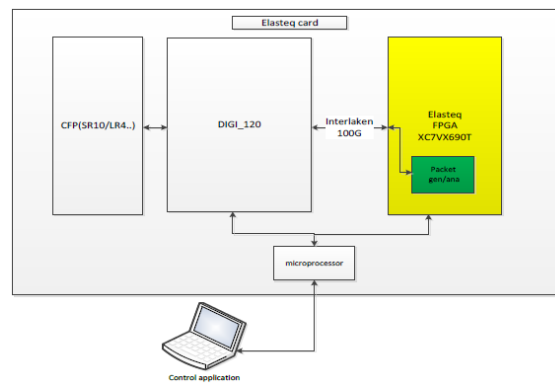 Elasteq card
CFP(SR10/LR4..)
DIGI_120
Interlaken
100G
Elasteq
FPGA
XC7VX690T
Packet
gen/ana
microprocessor
Control application